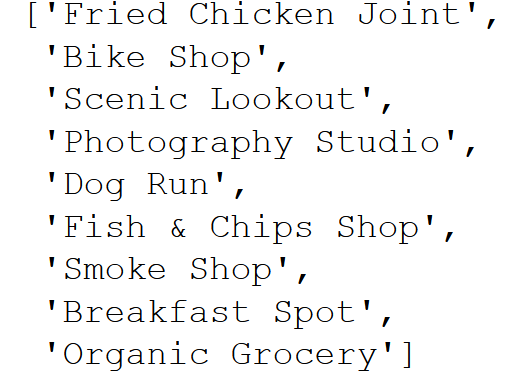 ['Fried Chicken Joint',
'Bike Shop',
'Scenic Lookout',
'Photography Studio',
'Dog Run',
'Fish & Chips Shop',
'Smoke Shop',
'Breakfast Spot',
'Organic Grocery']